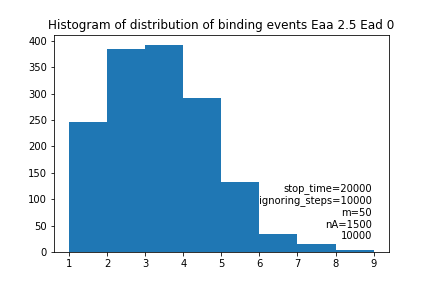 Histogram of distribution of binding events Eaa 2.5 Ead 0
400
350
300
250
200
150
100
50
0
stop_time=20000
ignoring_steps=10000
m=50
nA=1500
10000
1 2 3 4 5 6 7 8 9